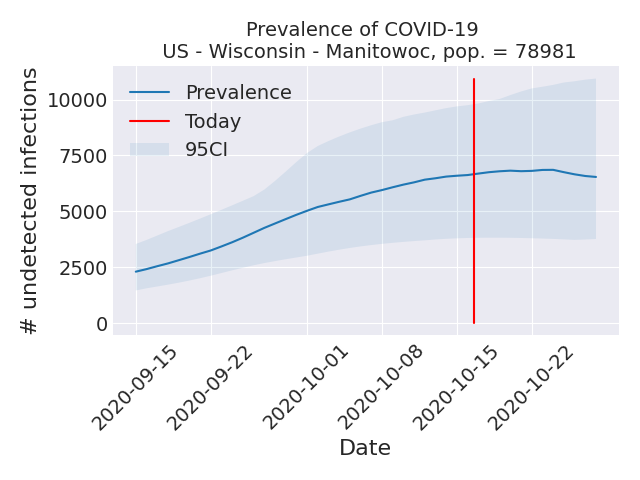 Prevalence of COVID-19
US - Wisconsin - Manitowoc, pop. = 78981
# undetected infections
10000
7500
5000
2500
0
Prevalence
Today
95CI
2020-09-15
2020-09-22
2020-10-01
2020-10-08
2020-10-15
2020-10-22
Date